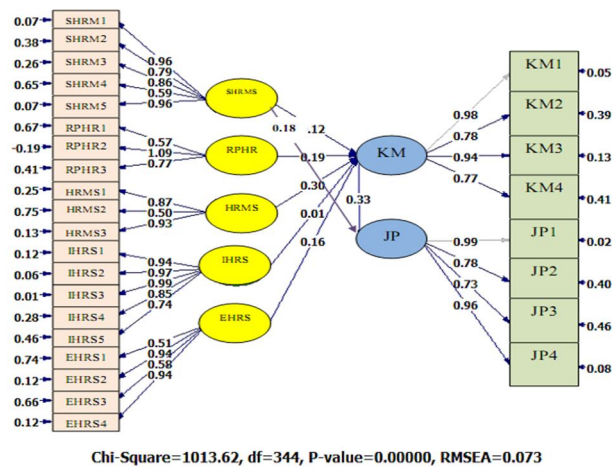 0.07 SHRM1
0.38 SHRM2
0.26 SHRM3
0.65 SHRM4
0.07 SHRM5
0.67 RPHR1
-0.19 RPHR2
0.41 RPHR3
0.25 HRMS1
0.75 HRMS2
0.13 HRMS3
0.12 IHRS1
0.06 IHRS2
0.01 IHRS3
0.28 IHRS4
0.46 IHRS5
0.74 EHRS1
0.12 EHRS2
0.66 EHRS3
0.12 EHRS4
0.96
0.79
0.86
0.59
0.96
0.57
1.09
0.77
0.87
0.50
0.93
0.94
0.97
0.99
0.85
0.74
0.51
0.94
0.58
0.94
SHRMS
RPHR
HRMS
IHRS
EHRS
0.18
.12
0.19
0.30
0.01
0.16
KM
0.33
JP
0.98
0.78
0.94
0.77
0.99
0.78
0.73
0.96
KM1 0.05
KM2 0.39
KM3 0.13
KM4 0.41
JP1 0.02
JP2 0.40
JP3 0.46
JP4 0.08
Chi-Square=1013.62, df=344, P-value=0.00000, RMSEA=0.073